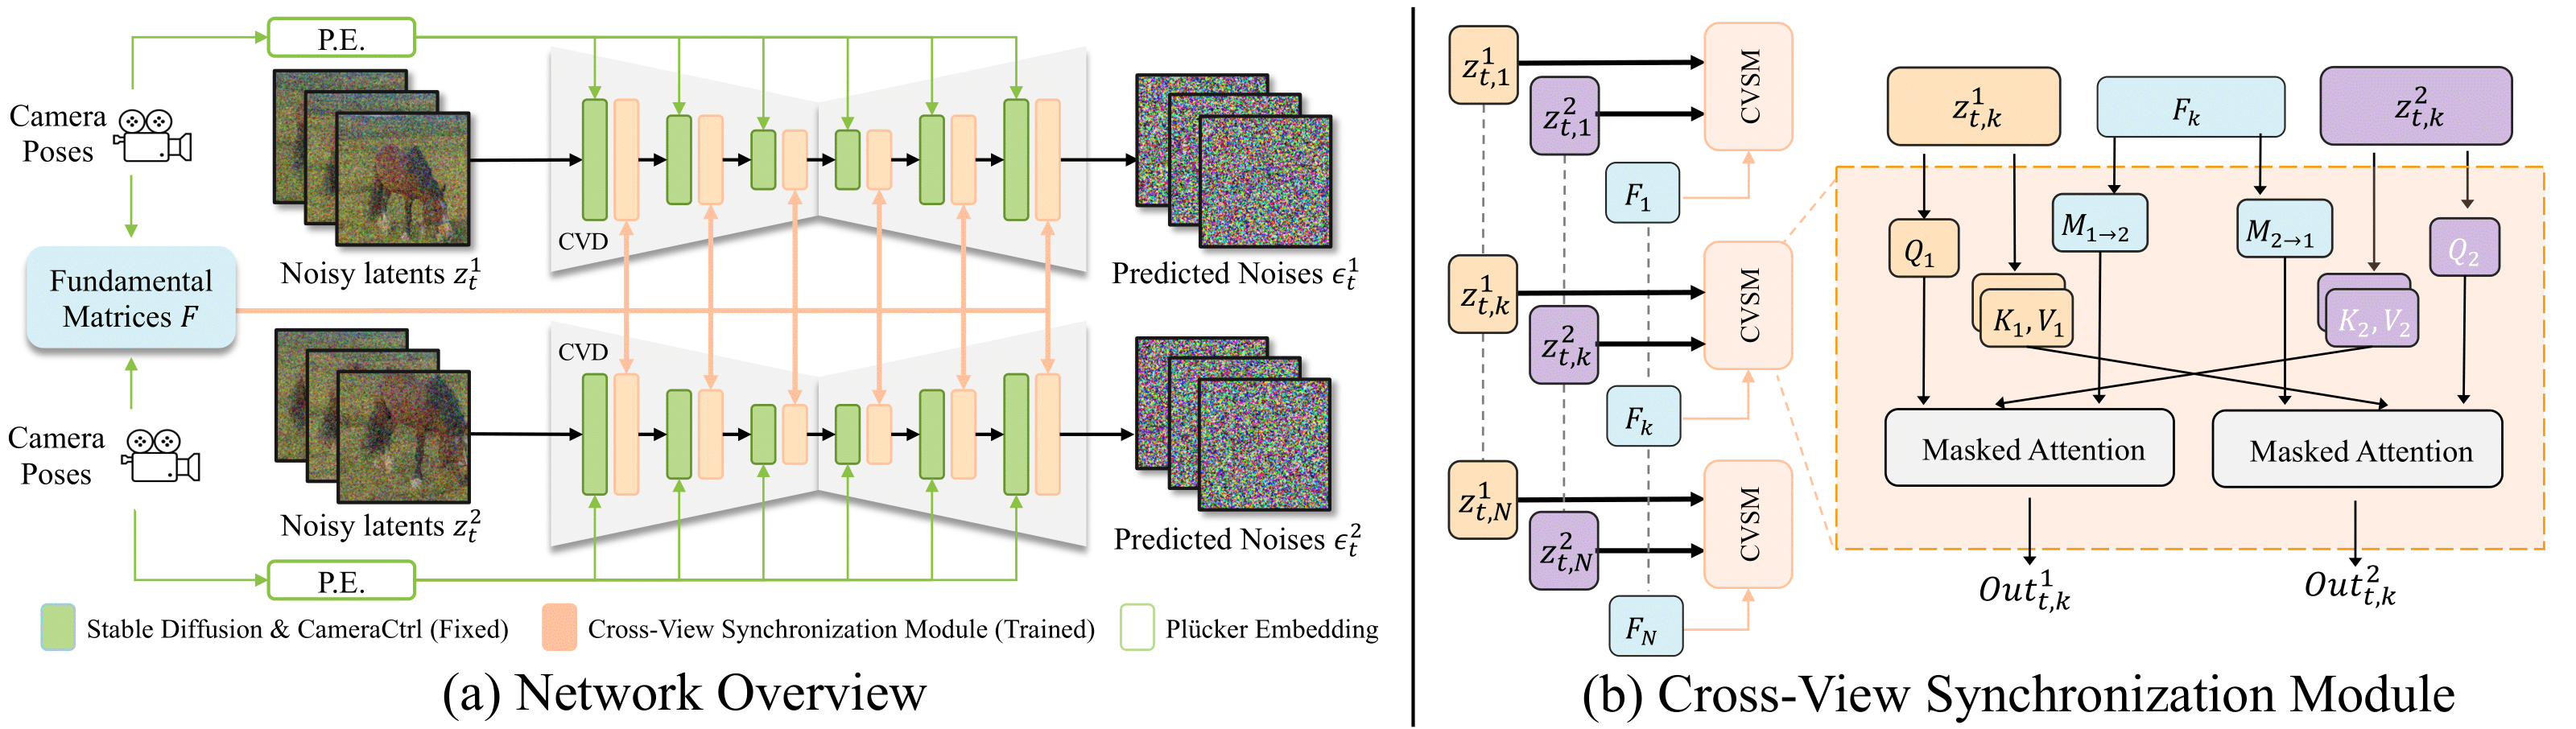 P.E.
Camera
Poses
Noisy latents $z_t^1$
CVD
Predicted Noises $\epsilon_t^1$
Fundamental
Matrices $F$
CVD
Camera
Poses
Noisy latents $z_t^2$
Predicted Noises $\epsilon_t^2$
P.E.
Stable Diffusion & CameraCtrl (Fixed)
Cross-View Synchronization Module (Trained)
Plücker Embedding
(a) Network Overview
$z_{t,1}^1$
$z_{t,1}^2$
$F_1$
CVSM
$z_{t,k}^1$
$z_{t,k}^2$
$F_k$
CVSM
$z_{t,N}^1$
$z_{t,N}^2$
$F_N$
CVSM
$z_{t,k}^1$
$F_k$
$z_{t,k}^2$
$Q_1$
$K_1, V_1$
$M_{1→2}$
$M_{2→1}$
$K_2, V_2$
$Q_2$
Masked Attention
Masked Attention
$Out_{t,k}^1$
$Out_{t,k}^2$
(b) Cross-View Synchronization Module